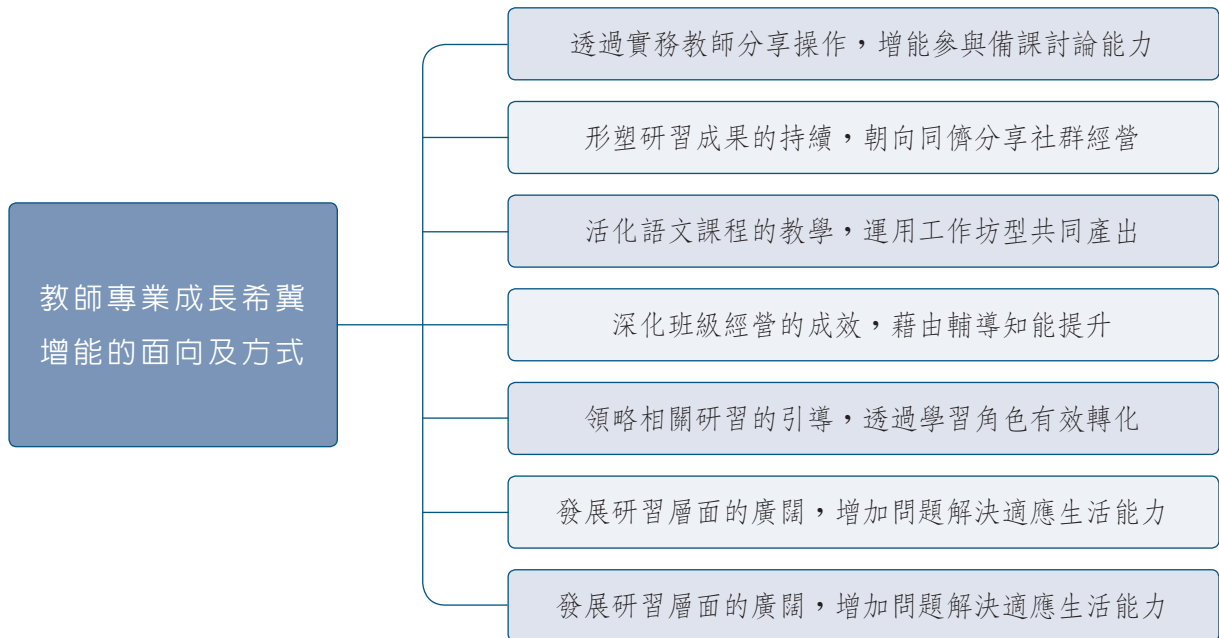 教師專業成長希冀
增能的面向及方式
透過實務教師分享操作，增能參與備課討論能力
形塑研習成果的持續，朝向同儕分享社群經營
活化語文課程的教學，運用工作坊型共同產出
深化班級經營的成效，藉由輔導知能提升
領略相關研習的引導，透過學習角色有效轉化
發展研習層面的廣闊，增加問題解決適應生活能力
發展研習層面的廣闊，增加問題解決適應生活能力